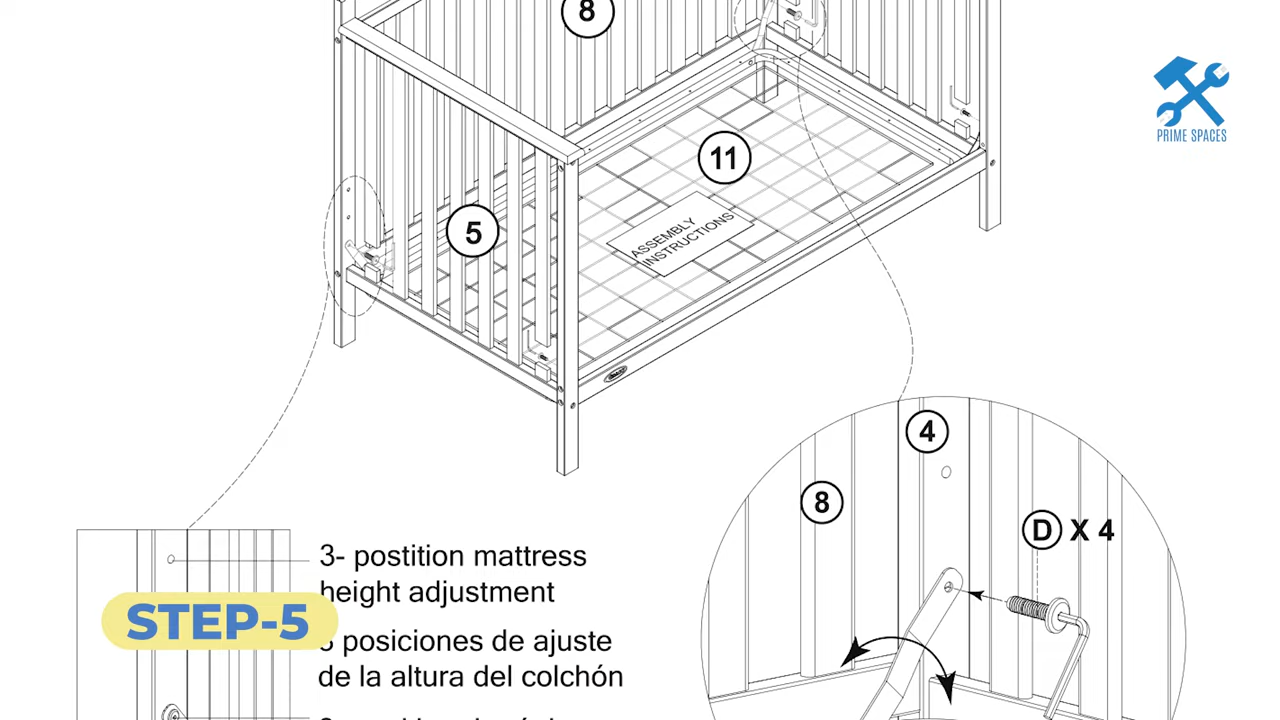 8
PRIME SPACES
11
5
ASSEMBLY
INSTRUCTIONS
4
8
D X 4
3- postition mattress
height adjustment
STEP-5
posiciones de ajuste
de la altura del colchón